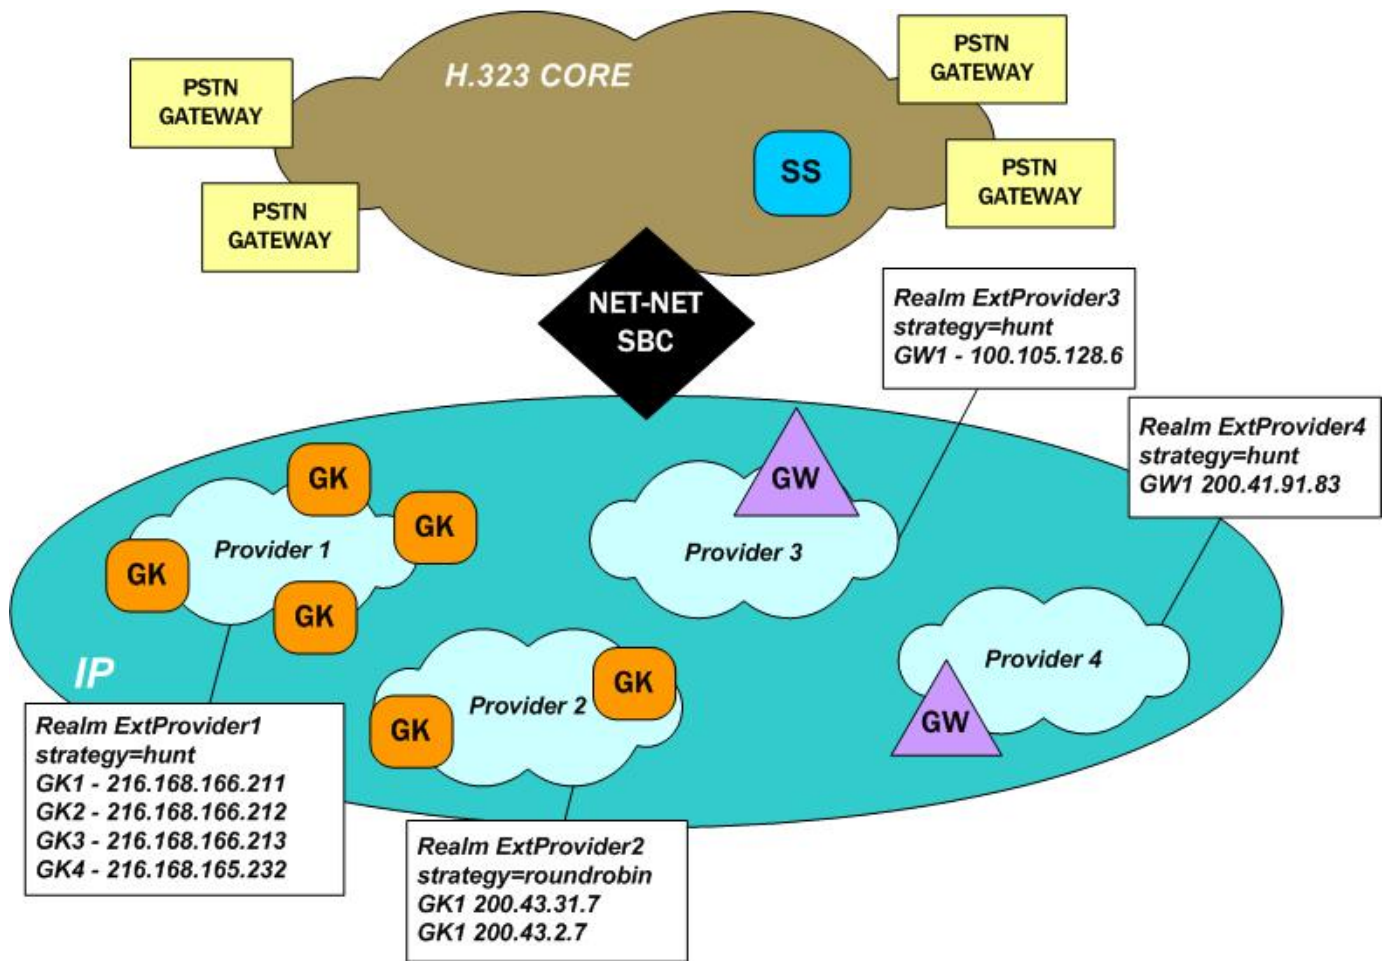 H.323 CORE
PSTN
GATEWAY
PSTN
GATEWAY
PSTN
GATEWAY
PSTN
GATEWAY
SS
NET-NET
SBC
Realm ExtProvider3
strategy=hunt
GW1 - 100.105.128.6
Realm ExtProvider4
strategy=hunt
GW1 200.41.91.83
GK
GK
Provider 1
GK
GK
GW
Provider 3
IP
GK
Provider 2
GK
Provider 4
GW
Realm ExtProvider1
strategy=hunt
GK1 - 216.168.166.211
GK2 - 216.168.166.212
GK3 - 216.168.166.213
GK4 - 216.168.165.232
Realm ExtProvider2
strategy=roundrobin
GK1 200.43.31.7
GK1 200.43.2.7